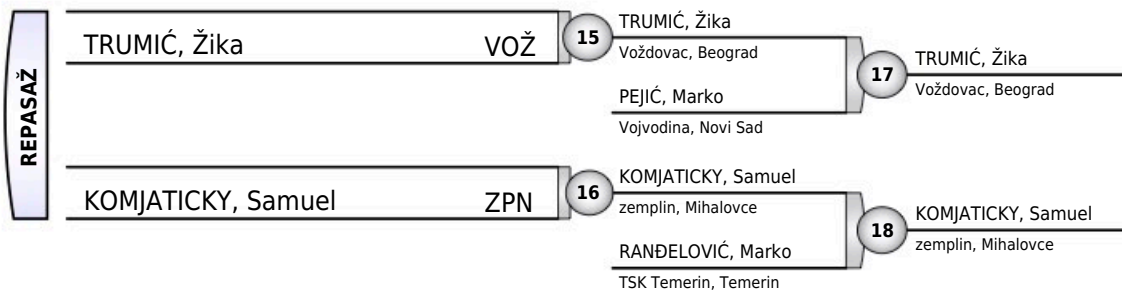 REPASAŽ
TRUMIĆ, Žika VOŽ
15
TRUMIĆ, Žika
Voždovac, Beograd
PEJIĆ, Marko
Vojvodina, Novi Sad
17
TRUMIĆ, Žika
Voždovac, Beograd
KOMJATICKY, Samuel ZPN
16
KOMJATICKY, Samuel
zemplin, Mihalovce
RANĐELOVIĆ, Marko
TSK Temerin, Temerin
18
KOMJATICKY, Samuel
zemplin, Mihalovce